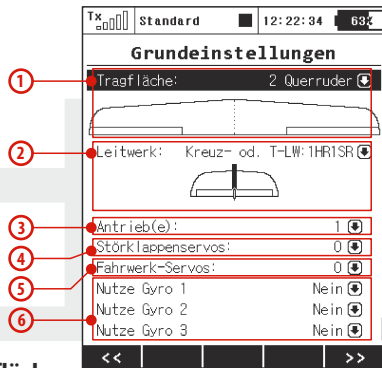 Tx Standard 12:22:34 63%
Grundeinstellungen
1 Tragfläche: 2 Querruder
2 Leitwerk: Kreuz- od. T-LW:1HR1SR
3 Antrieb(e): 1
4 Störklappenservos: 0
5 Fahrwerk-Servos: 0
Nutze Gyro 1 Nein
6 Nutze Gyro 2 Nein
Nutze Gyro 3 Nein
<< >>